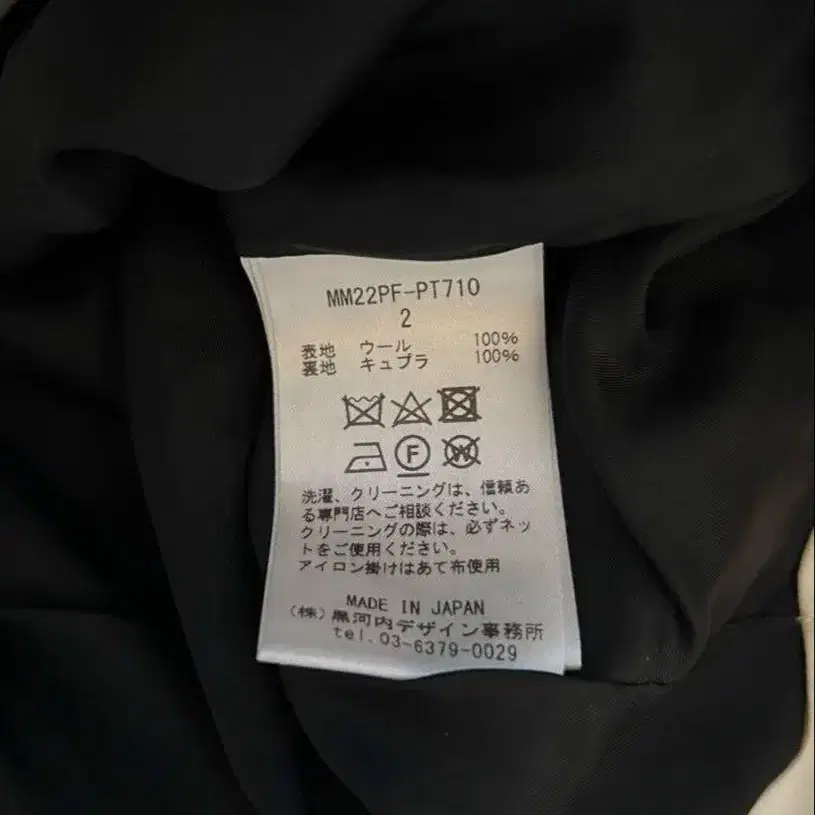 MM22PF-PT710
2
表地 ウール 100%
裏地 キュプラ 100%
F
W
洗濯、クリーニングは、信頼あ
る専門店へご相談ください。
クリーニングの際は、必ずネッ
トをご使用ください。
アイロン掛けはあて布使用
MADE IN JAPAN
(株)黒河内デザイン事務所
tel.03-6379-0029